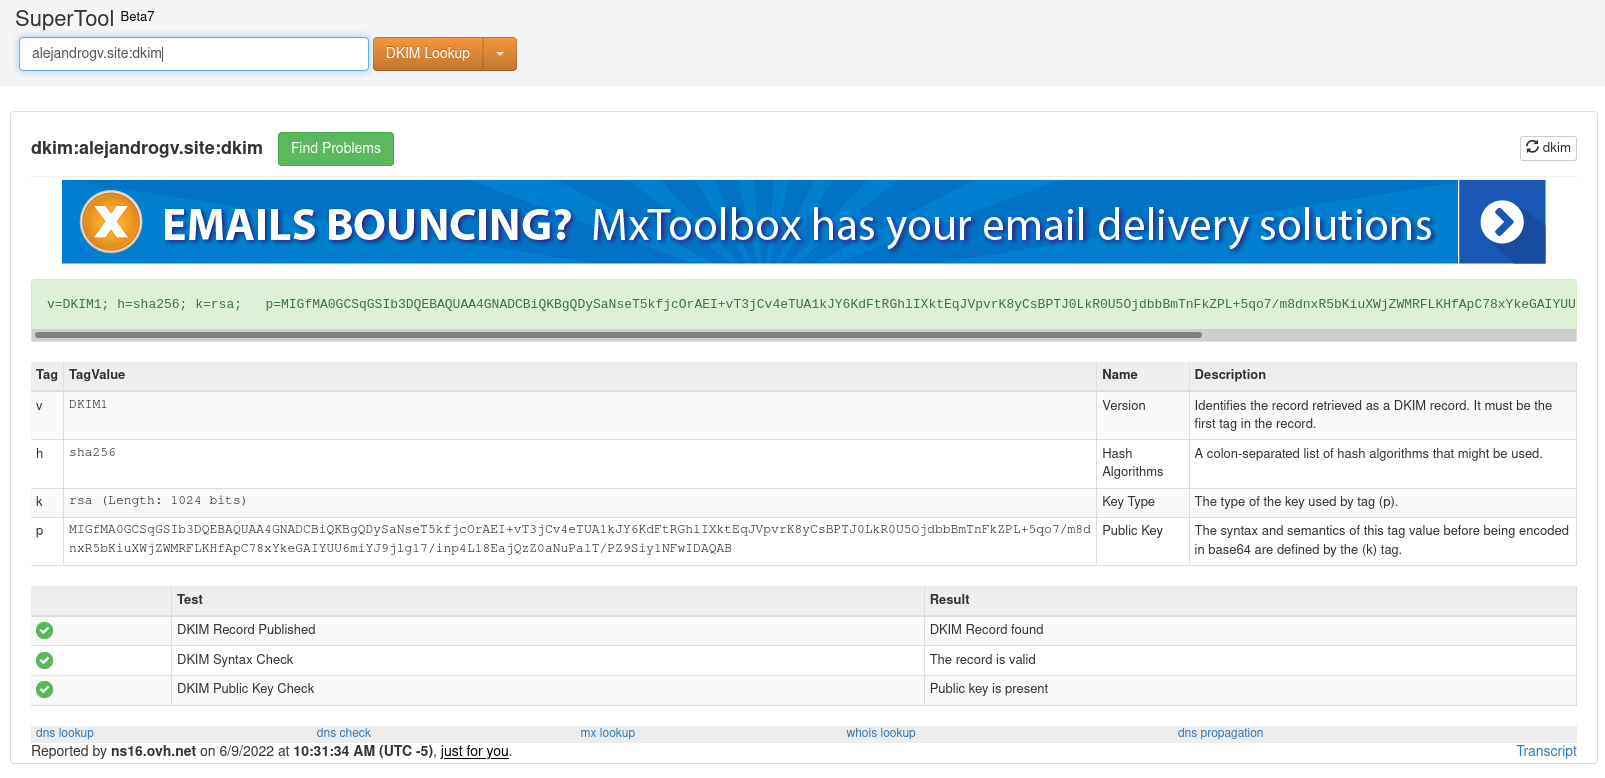 SuperTool Beta7
alejandrogv.site:dkim DKIM Lookup
dkim:alejandrogv.site:dkim Find Problems dkim
X EMAILS BOUNCING? MxToolbox has your email delivery solutions
v=DKIM1; h=sha256; k=rsa; p=MIGfMA0GCSqGSIb3DQEBAQUAA4GNADCBiQKBgQDySaNseT5kfjcOrAEI+vT3jCv4eTUA1kJY6KdFtRGhlIXktEqJVpvrK8yCsBPTJ0LkR0U5OjdbbBmTnFkZPL+5qo7/m8dnxR5bKiuXWjZWMRFLKHfApC78xYkeGAIYUU
Tag TagValue Name Description
v DKIM1 Version Identifies the record retrieved as a DKIM record. It must be the
first tag in the record.
h sha256 Hash A colon-separated list of hash algorithms that might be used.
Algorithms
k rsa (Length: 1024 bits) Key Type The type of the key used by tag (p).
p MIGfMA0GCSqGSIb3DQEBAQUAA4GNADCBiQKBgQDySaNseT5kfjcOrAEI+vT3jCv4eTUA1kJY6KdFtRGhlIXktEqJVpvrK8yCsBPTJ0LkR0U5OjdbbBmTnFkZPL+5qo7/m8d Public Key The syntax and semantics of this tag value before being encoded
nxR5bKiuXWjZWMRFLKHfApC78xYkeGAIYUU6miYJ9jlg17/inp4L18EajQzZ0aNuPalT/PZ9Siy1NFwIDAQAB in base64 are defined by the (k) tag.
Test Result
DKIM Record Published DKIM Record found
DKIM Syntax Check The record is valid
DKIM Public Key Check Public key is present
dns lookup dns check mx lookup whois lookup dns propagation
Reported by ns16.ovh.net on 6/9/2022 at 10:31:34 AM (UTC -5), just for you. Transcript